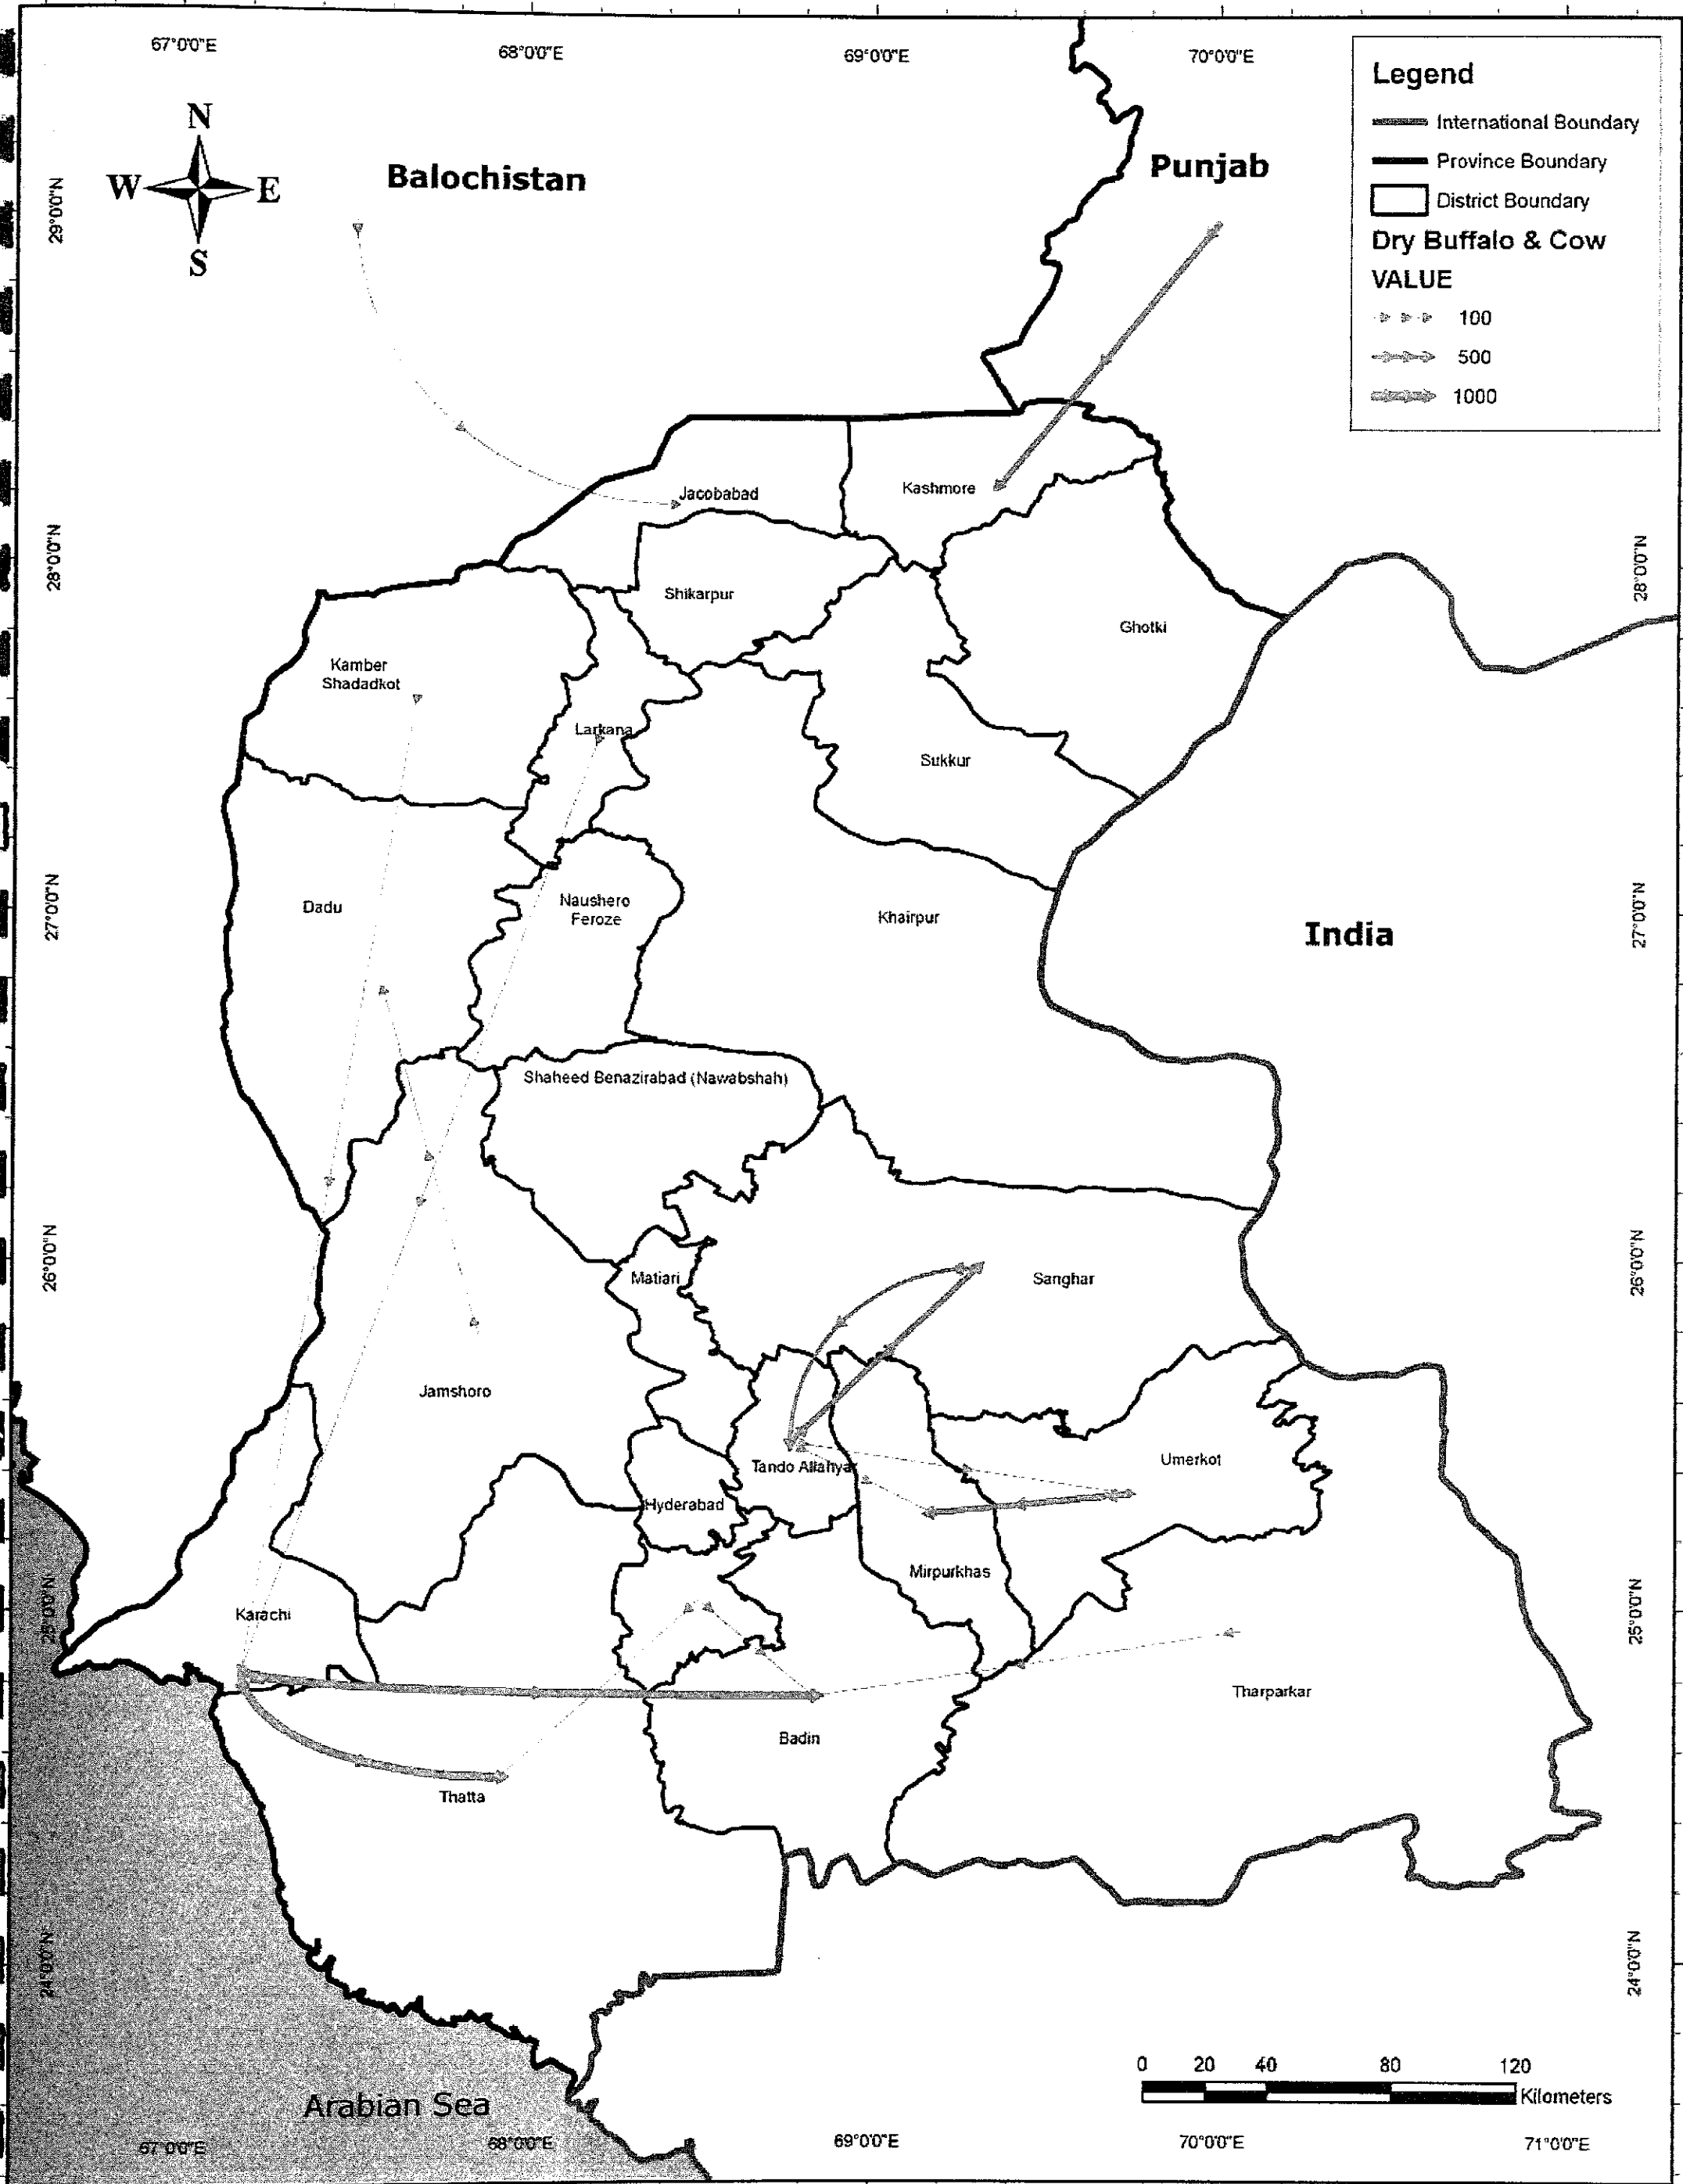 67°0'0"E
68°0'0"E
69°0'0"E
70°0'0"E
Legend
International Boundary
Province Boundary
District Boundary
Dry Buffalo & Cow
VALUE
100
500
1000
N
W
E
S
Balochistan
Punjab
29°0'0"N
Jacobabad
Kashmore
28°0'0"N
28°0'0"N
Shikarpur
Ghotki
Kamber
Shadadkot
Larkana
Sukkur
27°0'0"N
Dadu
Naushero
Feroze
Khairpur
India
27°0'0"N
Shaheed Benazirabad (Nawabshah)
26°0'0"N
Matiari
Sanghar
26°0'0"N
Jamshoro
Tando Allahyar
Umerkot
Hyderabad
Mirpurkhas
25°0'0"N
Karachi
25°0'0"N
Tharparkar
Badin
Thatta
24°0'0"N
24°0'0"N
0 20 40 80 120
Kilometers
Arabian Sea
67°0'0"E
68°0'0"E
69°0'0"E
70°0'0"E
71°0'0"E